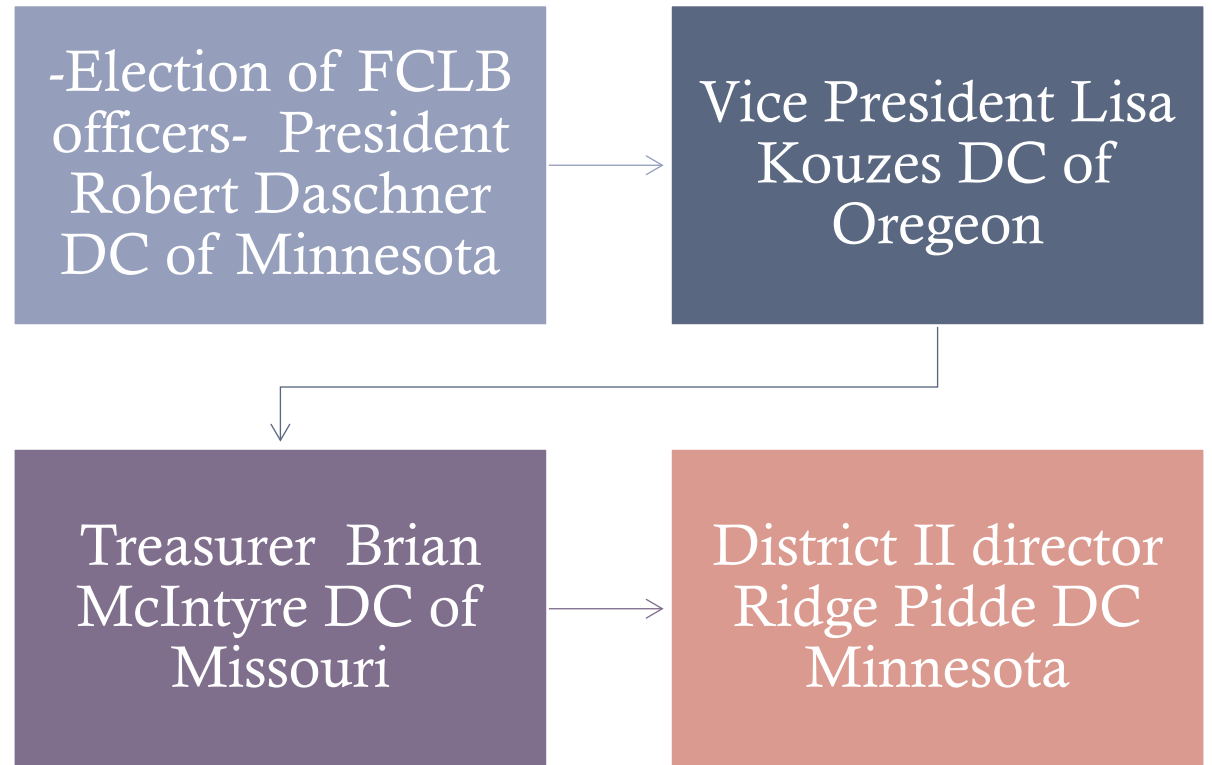 -Election of FCLB
officers-  President
Robert Daschner
DC of Minnesota
Vice President Lisa
Kouzes DC of
Oregeon
Treasurer  Brian
McIntyre DC of
Missouri
District II director
Ridge Pidde DC
Minnesota